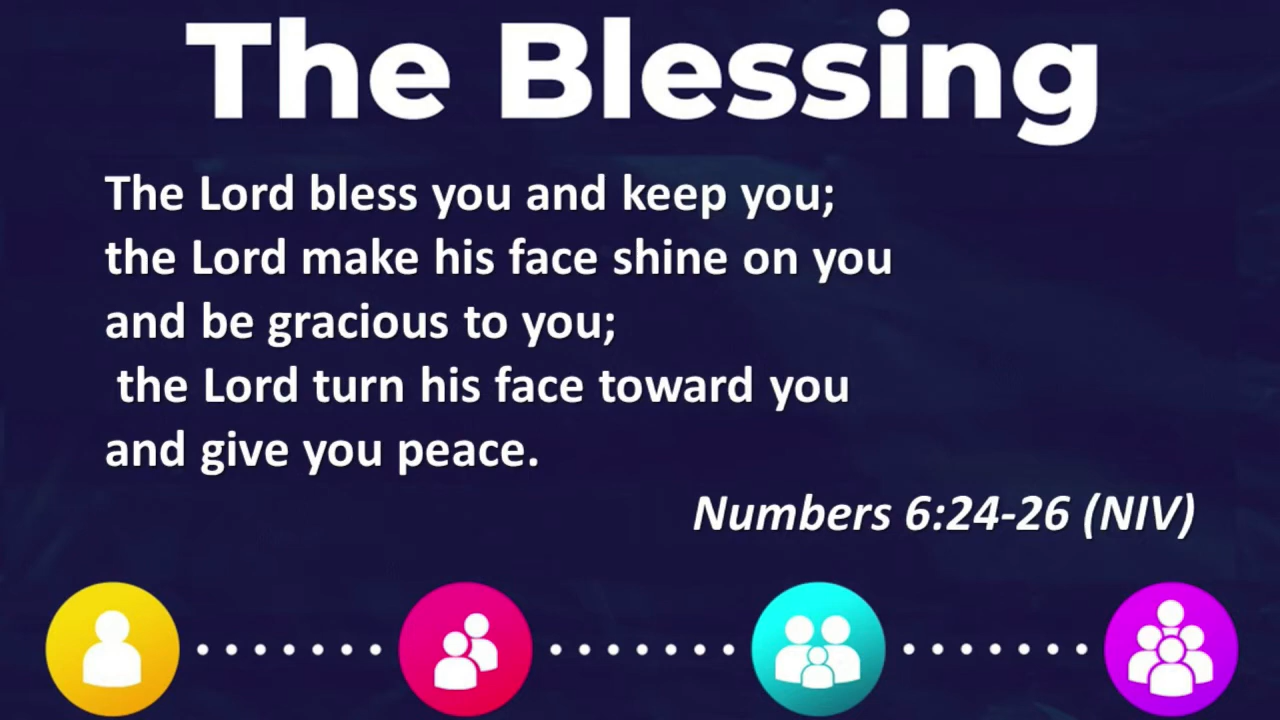 The Blessing
The Lord bless you and keep you;
the Lord make his face shine on you
and be gracious to you;
the Lord turn his face toward you
and give you peace.
Numbers 6:24-26 (NIV)